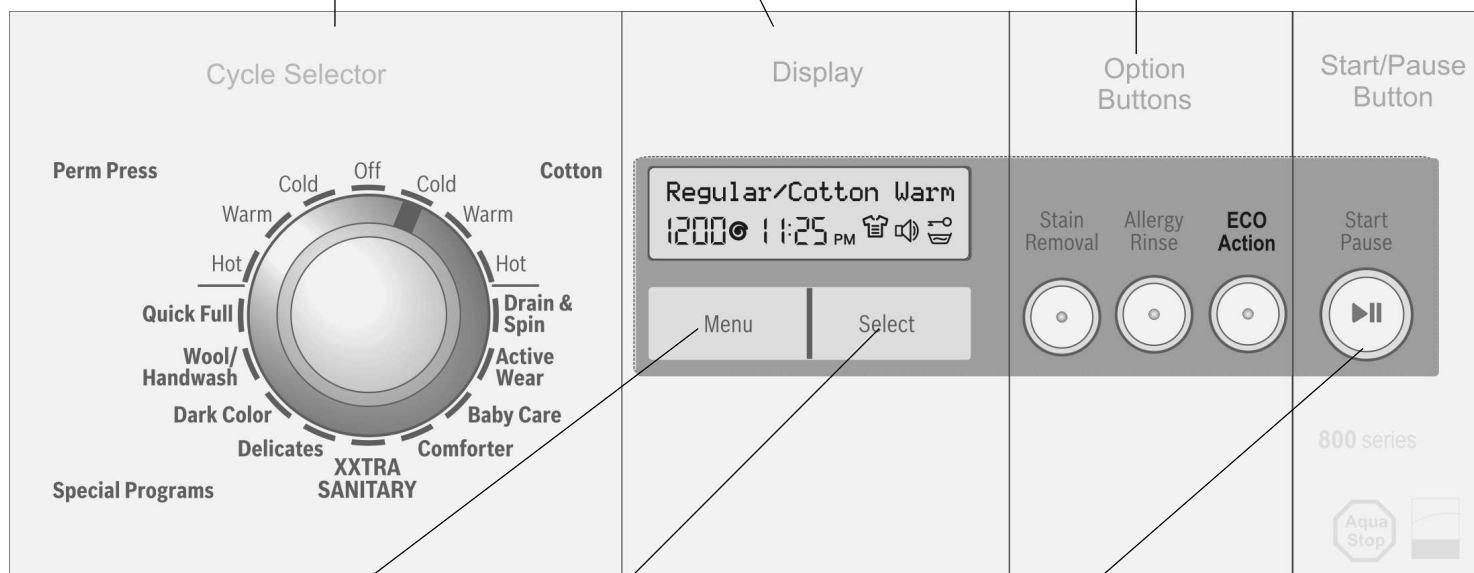 Cycle Selector
Display
Option
Buttons
Start/Pause
Button
Perm Press
Cotton
Off
Cold
Cold
Warm
Warm
Hot
Hot
Quick Full
Drain &
Spin
Wool/
Handwash
Active
Wear
Dark Color
Baby Care
Delicates
Comforter
XXTRA
SANITARY
Special Programs
Regular/Cotton Warm
1200 11:25 PM
Menu
Select
Stain
Removal
Allergy
Rinse
ECO
Action
Start
Pause
800 series
Aqua
Stop